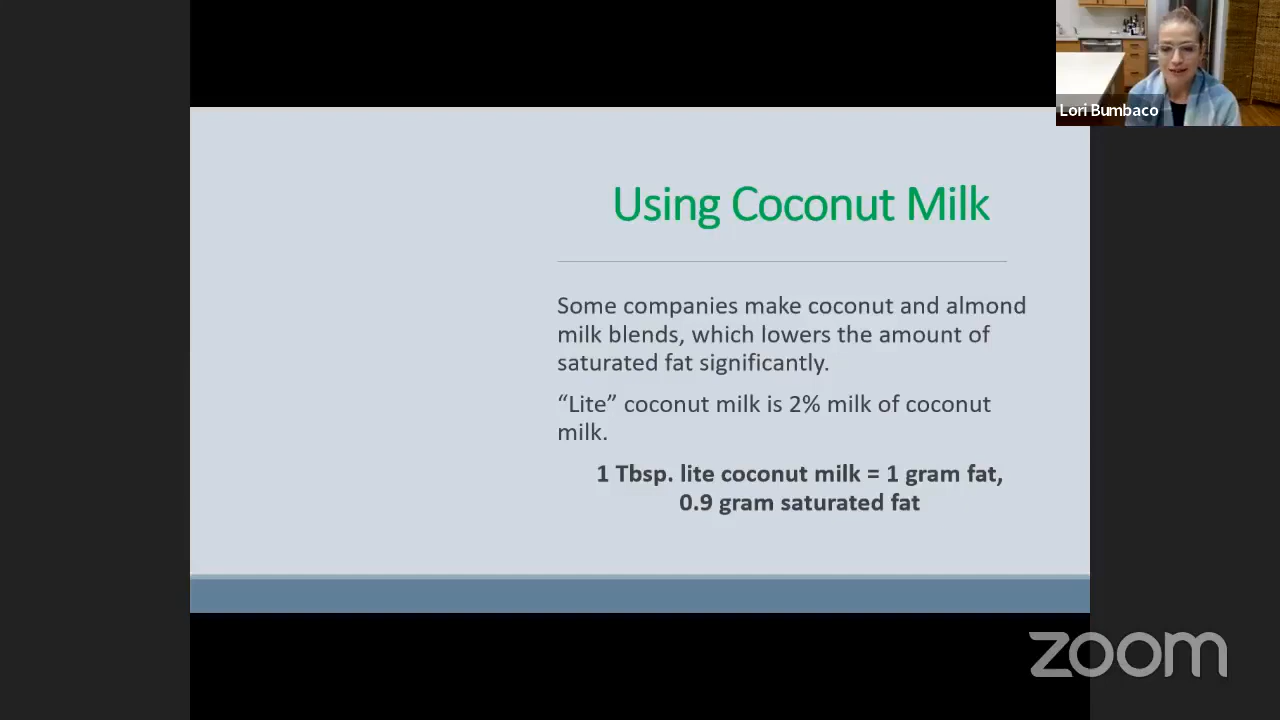 Lori Bumbaco
Using Coconut Milk
Some companies make coconut and almond
milk blends, which lowers the amount of
saturated fat significantly.
“Lite” coconut milk is 2% milk of coconut
milk.
1 Tbsp. lite coconut milk = 1 gram fat,
0.9 gram saturated fat
zoom